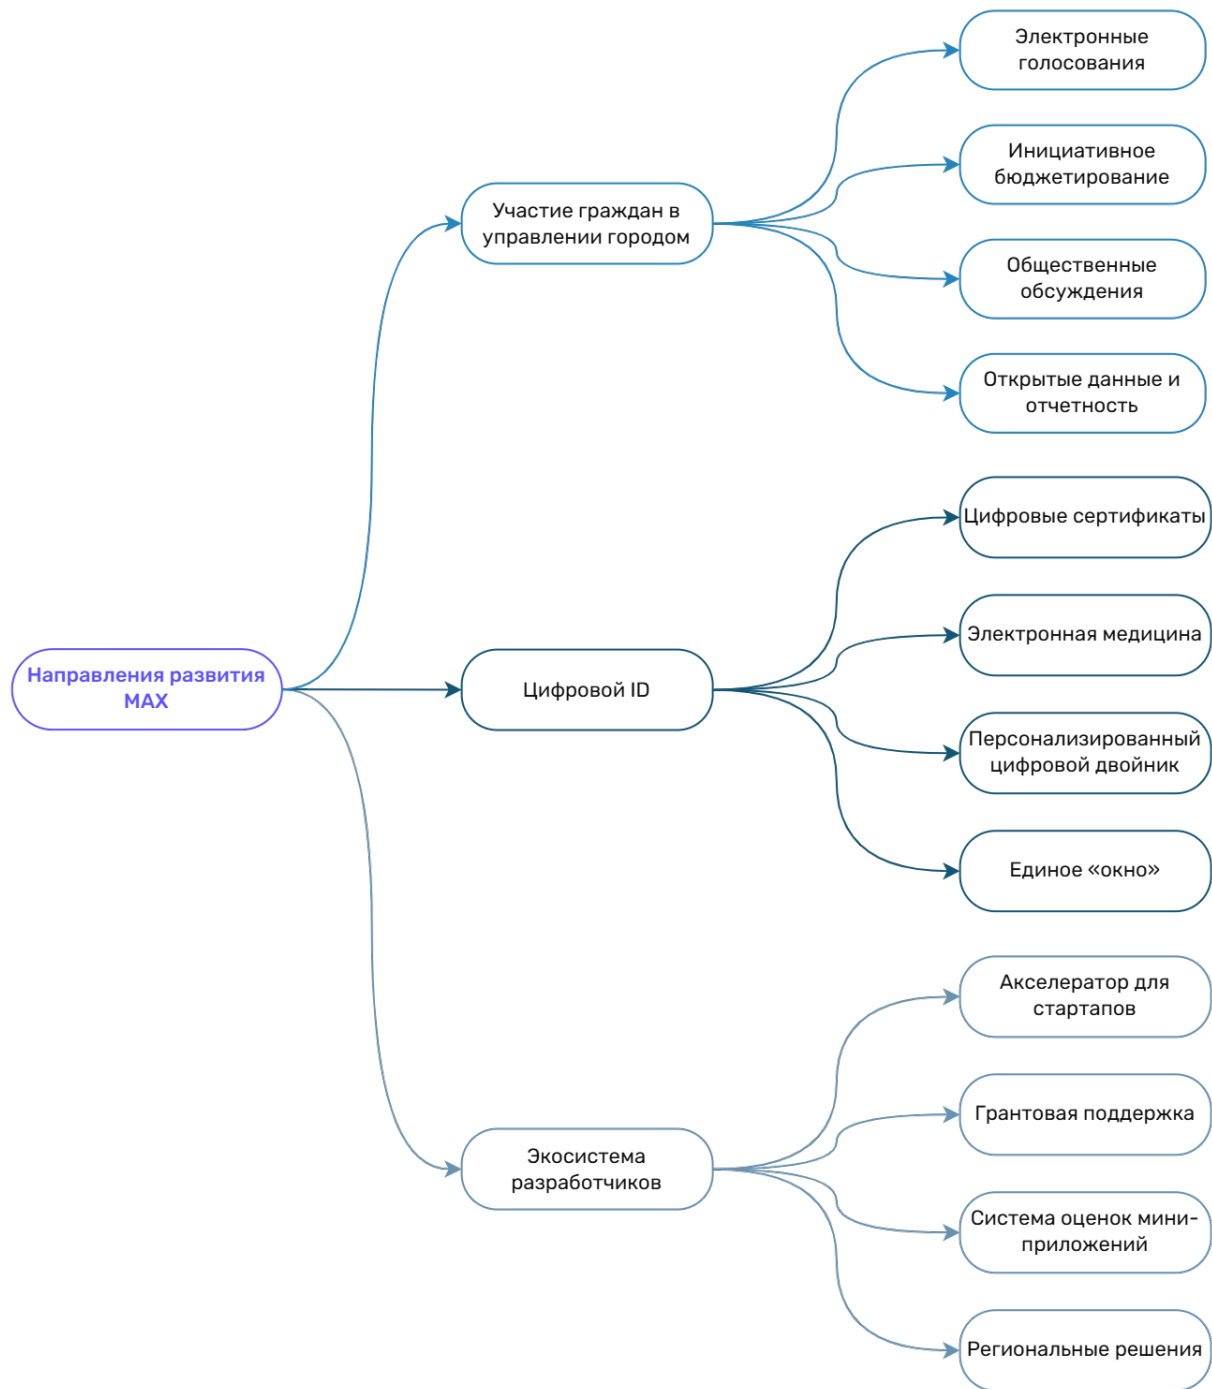 Направления развития
MAX
Участие граждан в
управлении городом
Электронные
голосования
Инициативное
бюджетирование
Общественные
обсуждения
Открытые данные и
отчетность
Цифровой ID
Цифровые сертификаты
Электронная медицина
Персонализированный
цифровой двойник
Единое «окно»
Экосистема
разработчиков
Акселератор для
стартапов
Грантовая поддержка
Система оценок мини-
приложений
Региональные решения